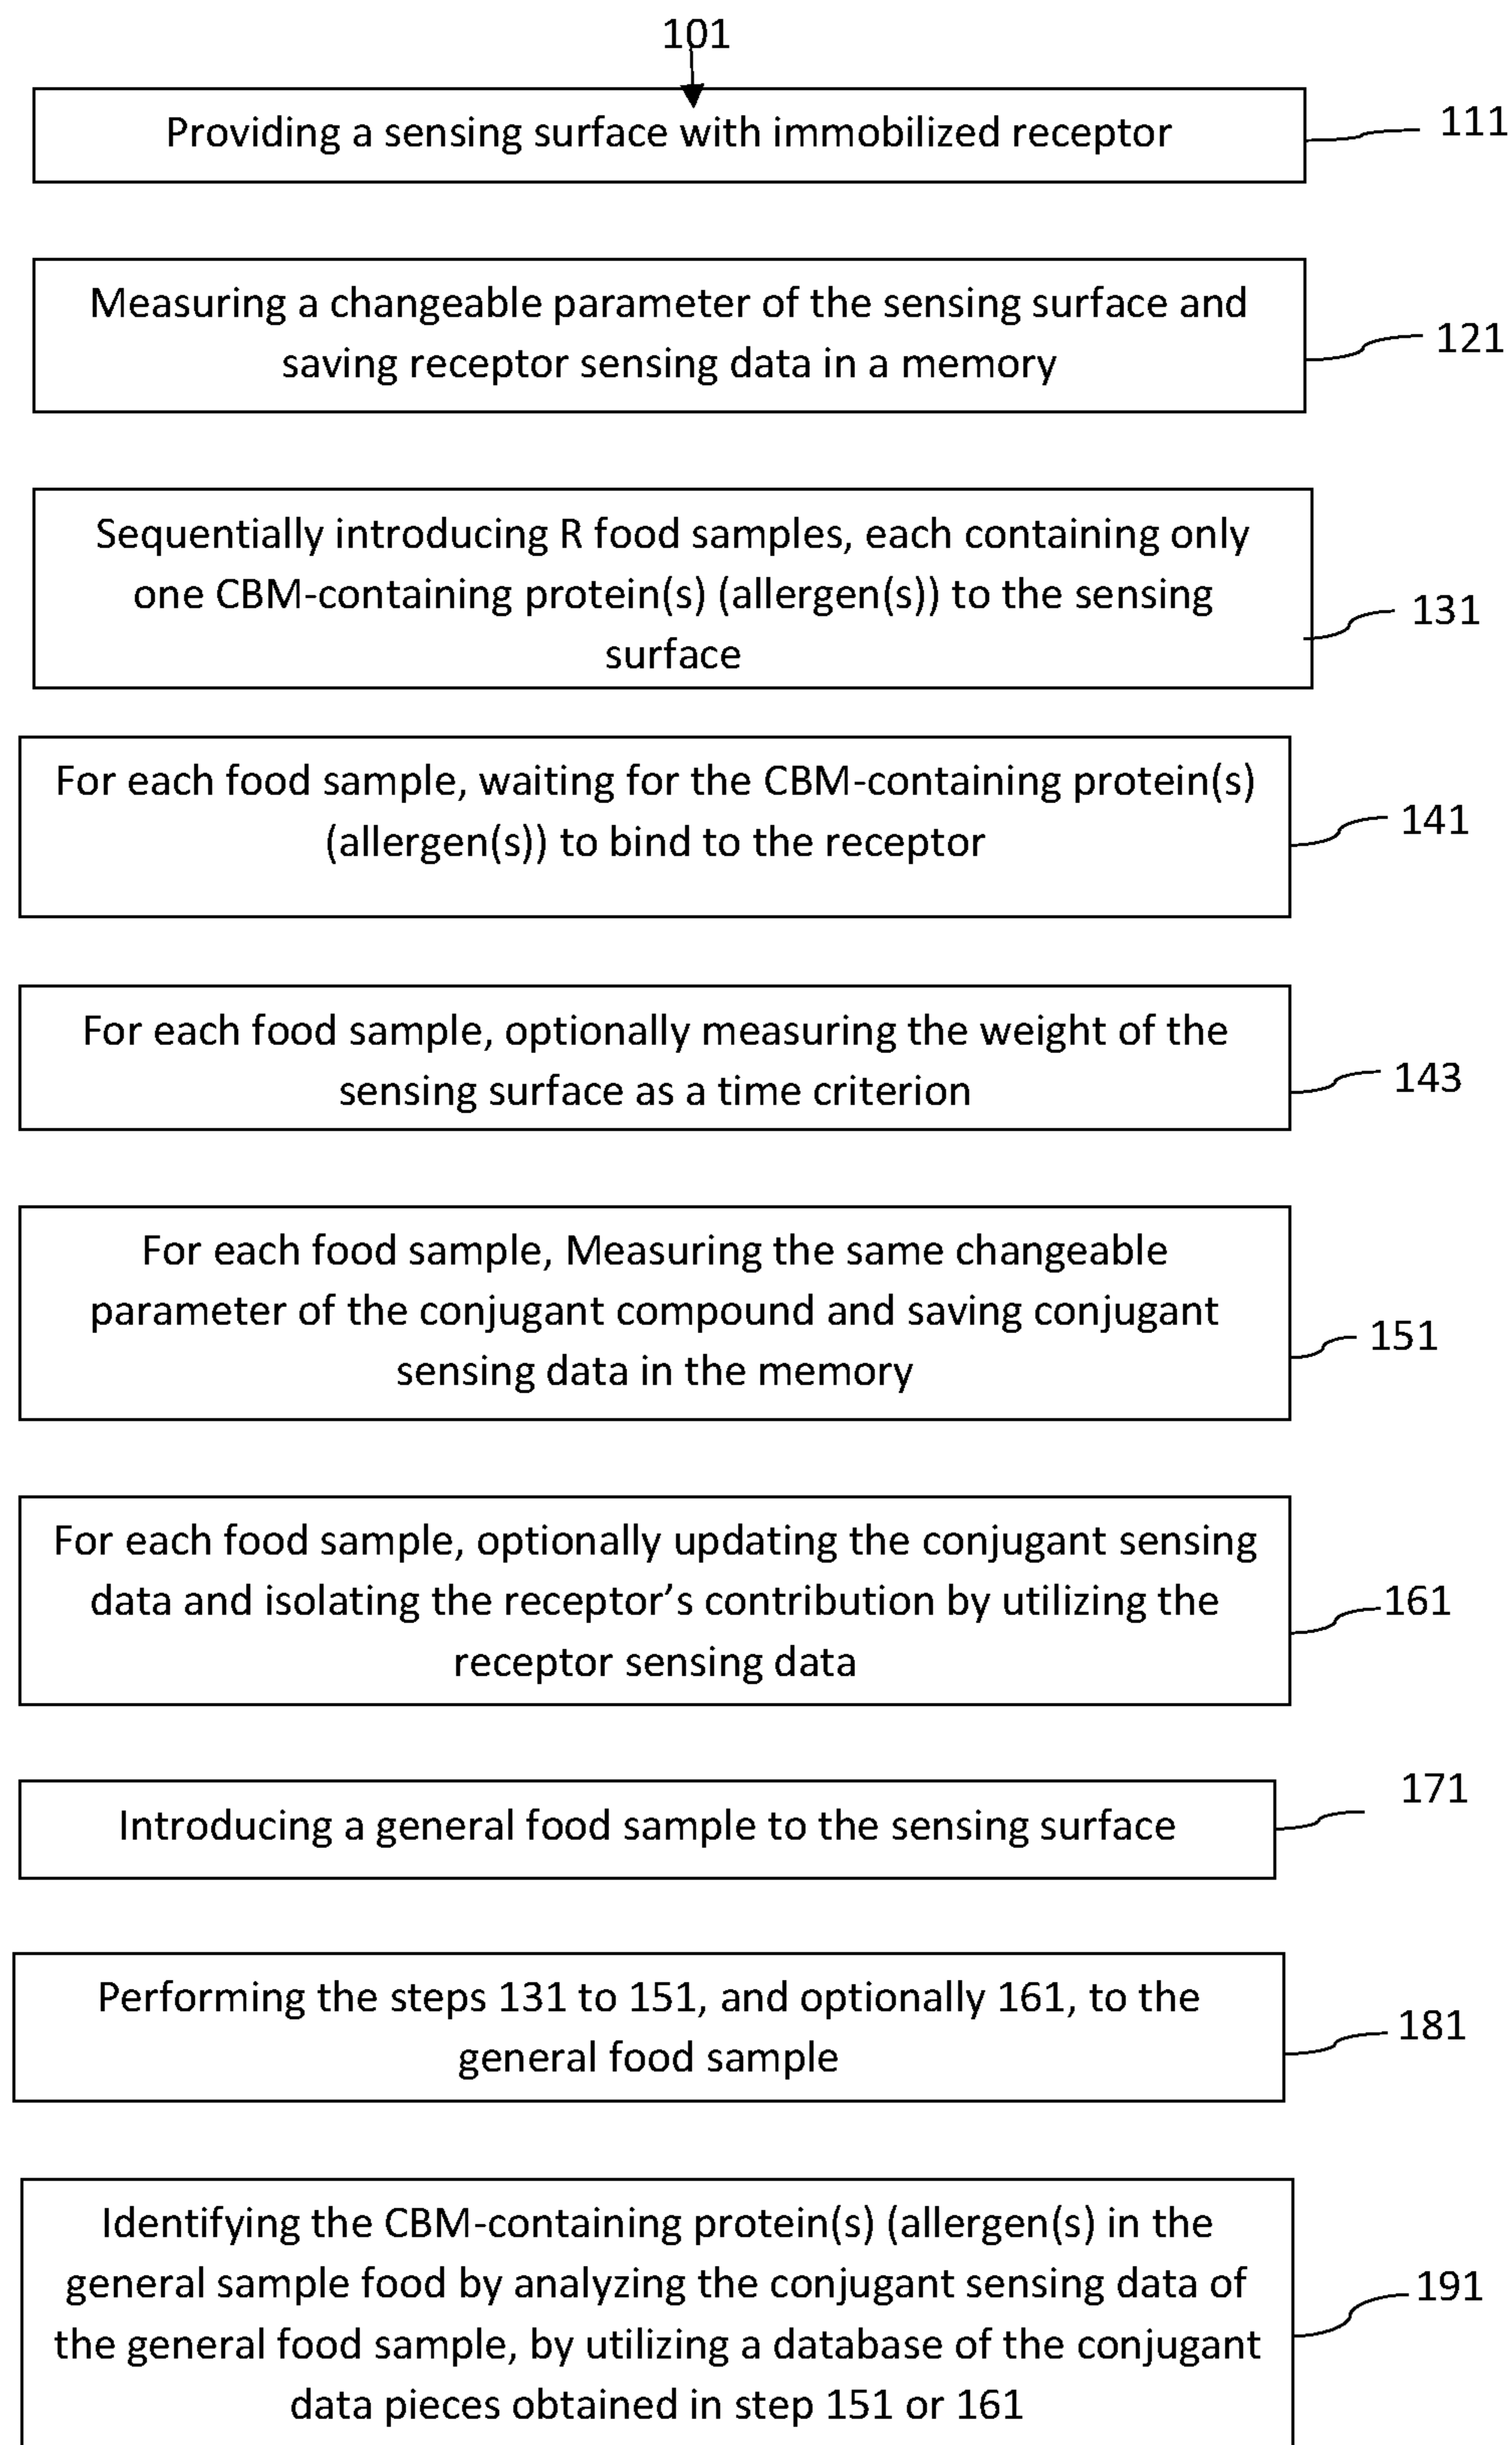 101
Providing a sensing surface with immobilized receptor
111
Measuring a changeable parameter of the sensing surface and
saving receptor sensing data in a memory
121
Sequentially introducing R food samples, each containing only
one CBM-containing protein(s) (allergen(s)) to the sensing
surface
131
For each food sample, waiting for the CBM-containing protein(s)
(allergen(s)) to bind to the receptor
141
For each food sample, optionally measuring the weight of the
sensing surface as a time criterion
143
For each food sample, Measuring the same changeable
parameter of the conjugant compound and saving conjugant
sensing data in the memory
151
For each food sample, optionally updating the conjugant sensing
data and isolating the receptor’s contribution by utilizing the
receptor sensing data
161
Introducing a general food sample to the sensing surface
171
Performing the steps 131 to 151, and optionally 161, to the
general food sample
181
Identifying the CBM-containing protein(s) (allergen(s) in the
general sample food by analyzing the conjugant sensing data of
the general food sample, by utilizing a database of the conjugant
data pieces obtained in step 151 or 161
191